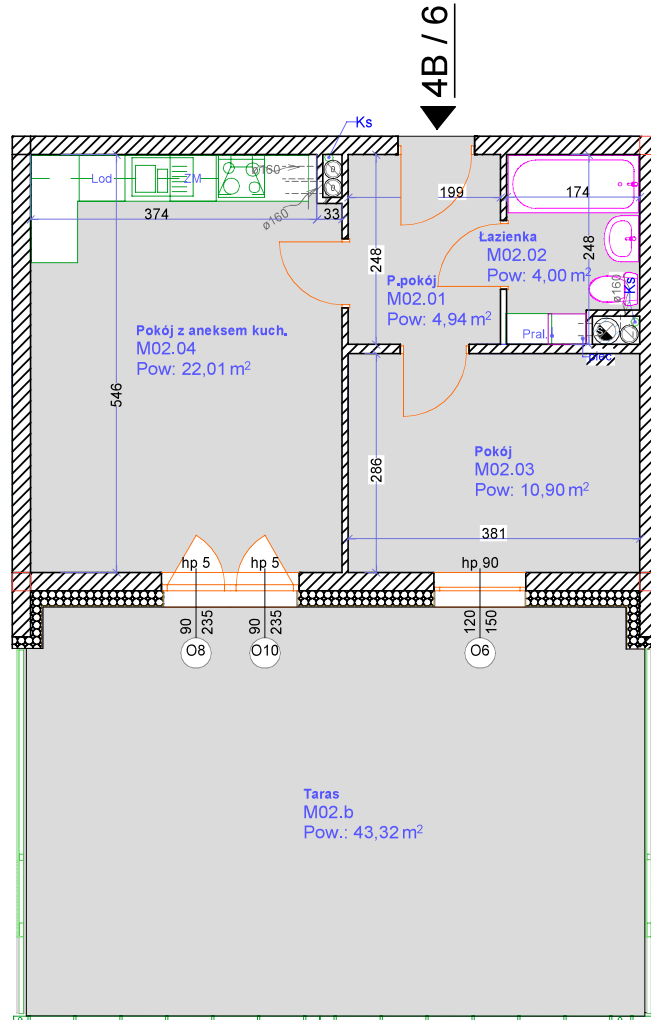 4B / 6
Ks
Lod
ZM
ø160
ø160
374
33
199
174
248
248
Łazienka
M02.02
Pow: 4,00 m²
ø160
Ks
P.pokój
M02.01
Pow: 4,94 m²
Pral.
piec
Pokój z aneksem kuch.
M02.04
Pow: 22,01 m²
546
286
Pokój
M02.03
Pow: 10,90 m²
381
hp 5
hp 5
hp 90
90
235
90
235
120
150
O8
O10
O6
Taras
M02.b
Pow.: 43,32 m²